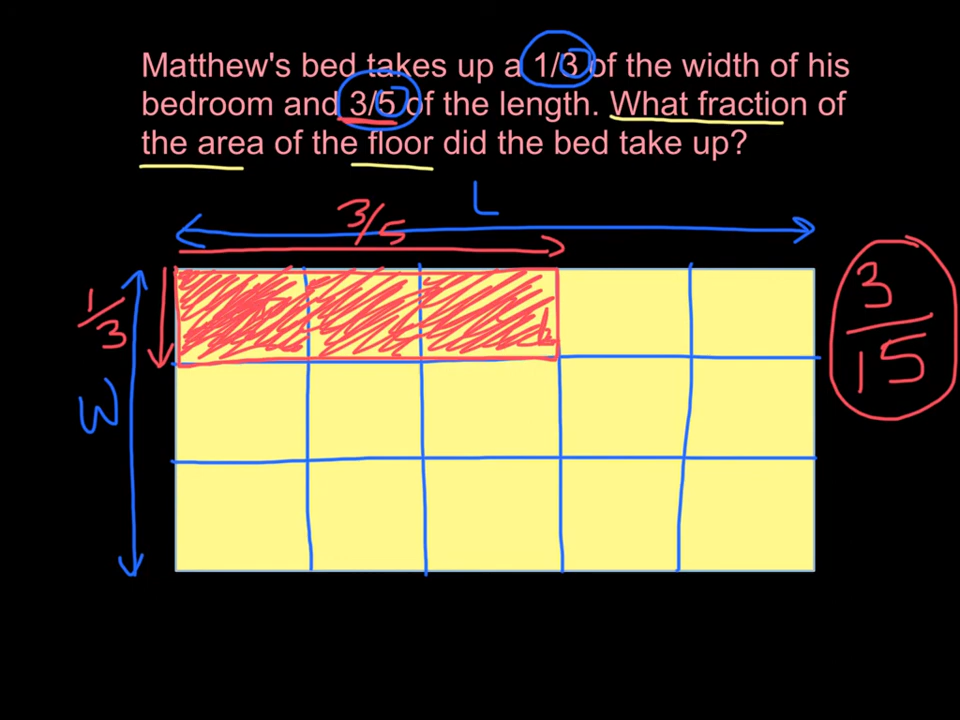 Matthew's bed takes up a 1/3 of the width of his
bedroom and 3/5 of the length. What fraction of
the area of the floor did the bed take up?
L
3/5
1/3
W
b
3/15